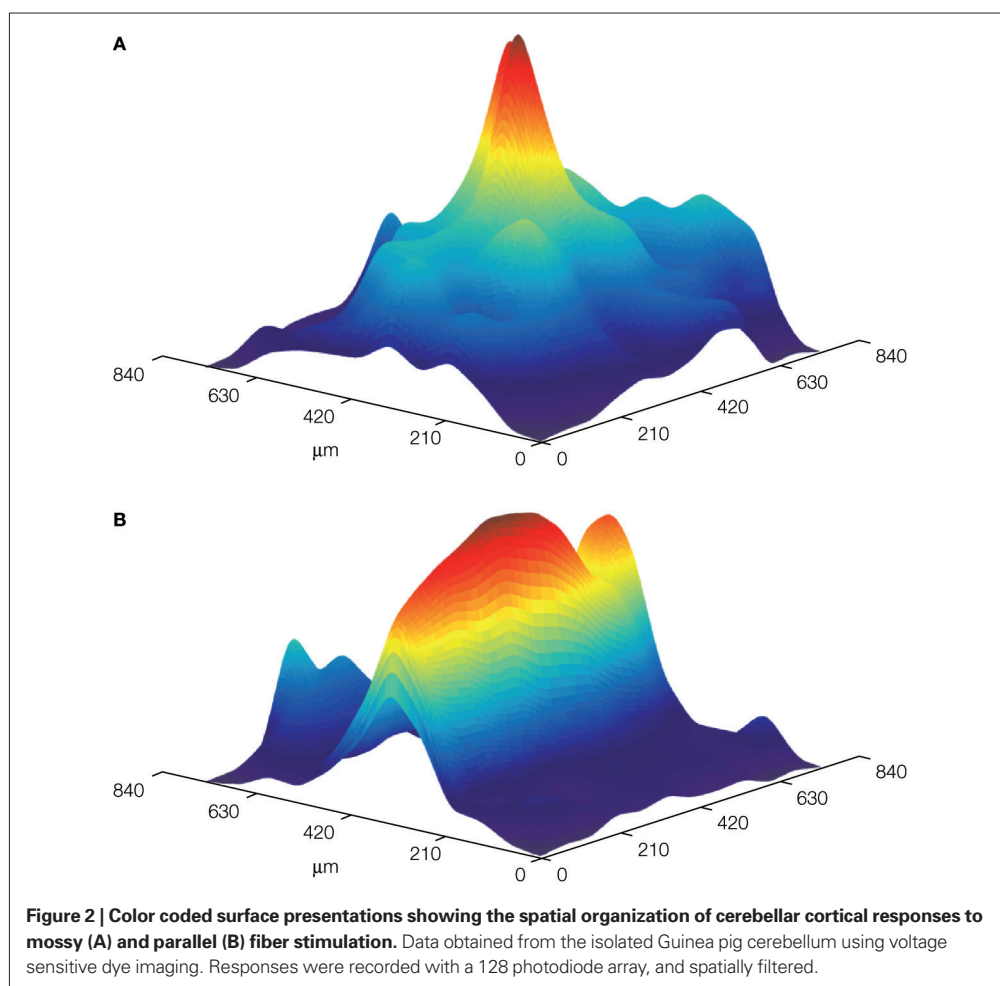 A
840
630
420
210
0
μm
0
210
420
630
840
B
840
630
420
210
0
μm
0
210
420
630
840
Figure 2 | Color coded surface presentations showing the spatial organization of cerebellar cortical responses to
mossy (A) and parallel (B) fiber stimulation. Data obtained from the isolated Guinea pig cerebellum using voltage
sensitive dye imaging. Responses were recorded with a 128 photodiode array, and spatially filtered.